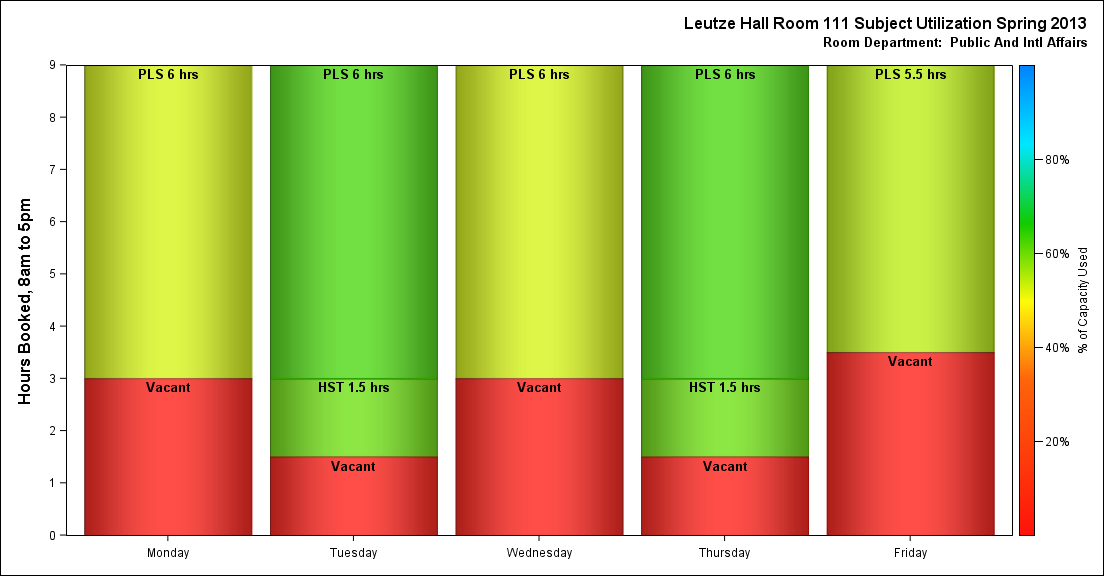 Leutze Hall Room 111 Subject Utilization Spring 2013
Room Department:  Public And Intl Affairs
Hours Booked, 8am to 5pm
9
8
7
6
5
4
3
2
1
0
PLS 6 hrs
Vacant
Monday
PLS 6 hrs
HST 1.5 hrs
Vacant
Tuesday
PLS 6 hrs
Vacant
Wednesday
PLS 6 hrs
HST 1.5 hrs
Vacant
Thursday
PLS 5.5 hrs
Vacant
Friday
80%
60%
40%
20%
% of Capacity Used